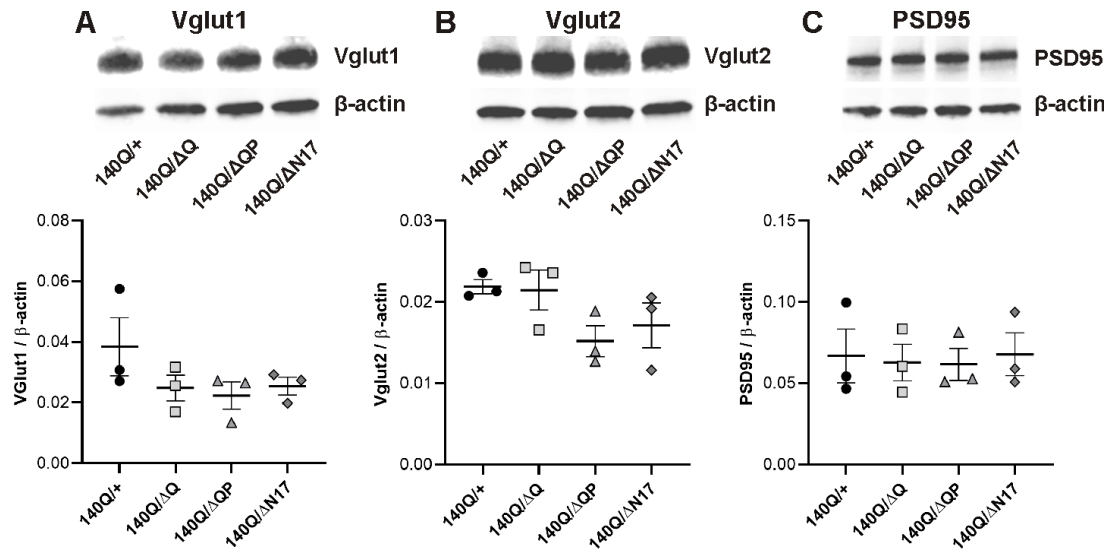 A Vglut1
Vglut1
β-actin
140Q/+
140Q/ΔQ
140Q/ΔQP
140Q/ΔN17
0.08
0.06
0.04
0.02
0.00
VGlut1 / β-actin
140Q/+
140Q/ΔQ
140Q/ΔQP
140Q/ΔN17
B Vglut2
Vglut2
β-actin
140Q/+
140Q/ΔQ
140Q/ΔQP
140Q/ΔN17
0.03
0.02
0.01
0.00
Vglut2 / β-actin
140Q/+
140Q/ΔQ
140Q/ΔQP
140Q/ΔN17
C PSD95
PSD95
β-actin
140Q/+
140Q/ΔQ
140Q/ΔQP
140Q/ΔN17
0.15
0.10
0.05
0.00
PSD95 / β-actin
140Q/+
140Q/ΔQ
140Q/ΔQP
140Q/ΔN17